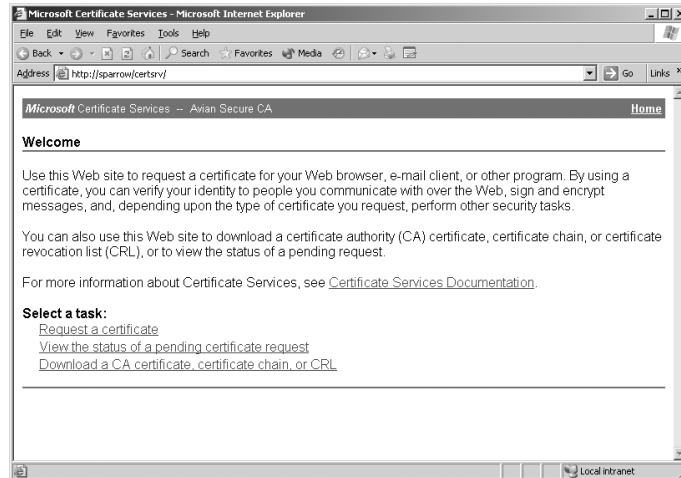 Microsoft Certificate Services - Microsoft Internet Explorer
File Edit View Favorites Tools Help
Back Search Favorites Media
Address http://sparrow/certsrv/ Go Links »
Microsoft Certificate Services -- Avian Secure CA Home
Welcome
Use this Web site to request a certificate for your Web browser, e-mail client, or other program. By using a
certificate, you can verify your identity to people you communicate with over the Web, sign and encrypt
messages, and, depending upon the type of certificate you request, perform other security tasks.
You can also use this Web site to download a certificate authority (CA) certificate, certificate chain, or certificate
revocation list (CRL), or to view the status of a pending request.
For more information about Certificate Services, see Certificate Services Documentation.
Select a task:
Request a certificate
View the status of a pending certificate request
Download a CA certificate, certificate chain, or CRL
Local intranet